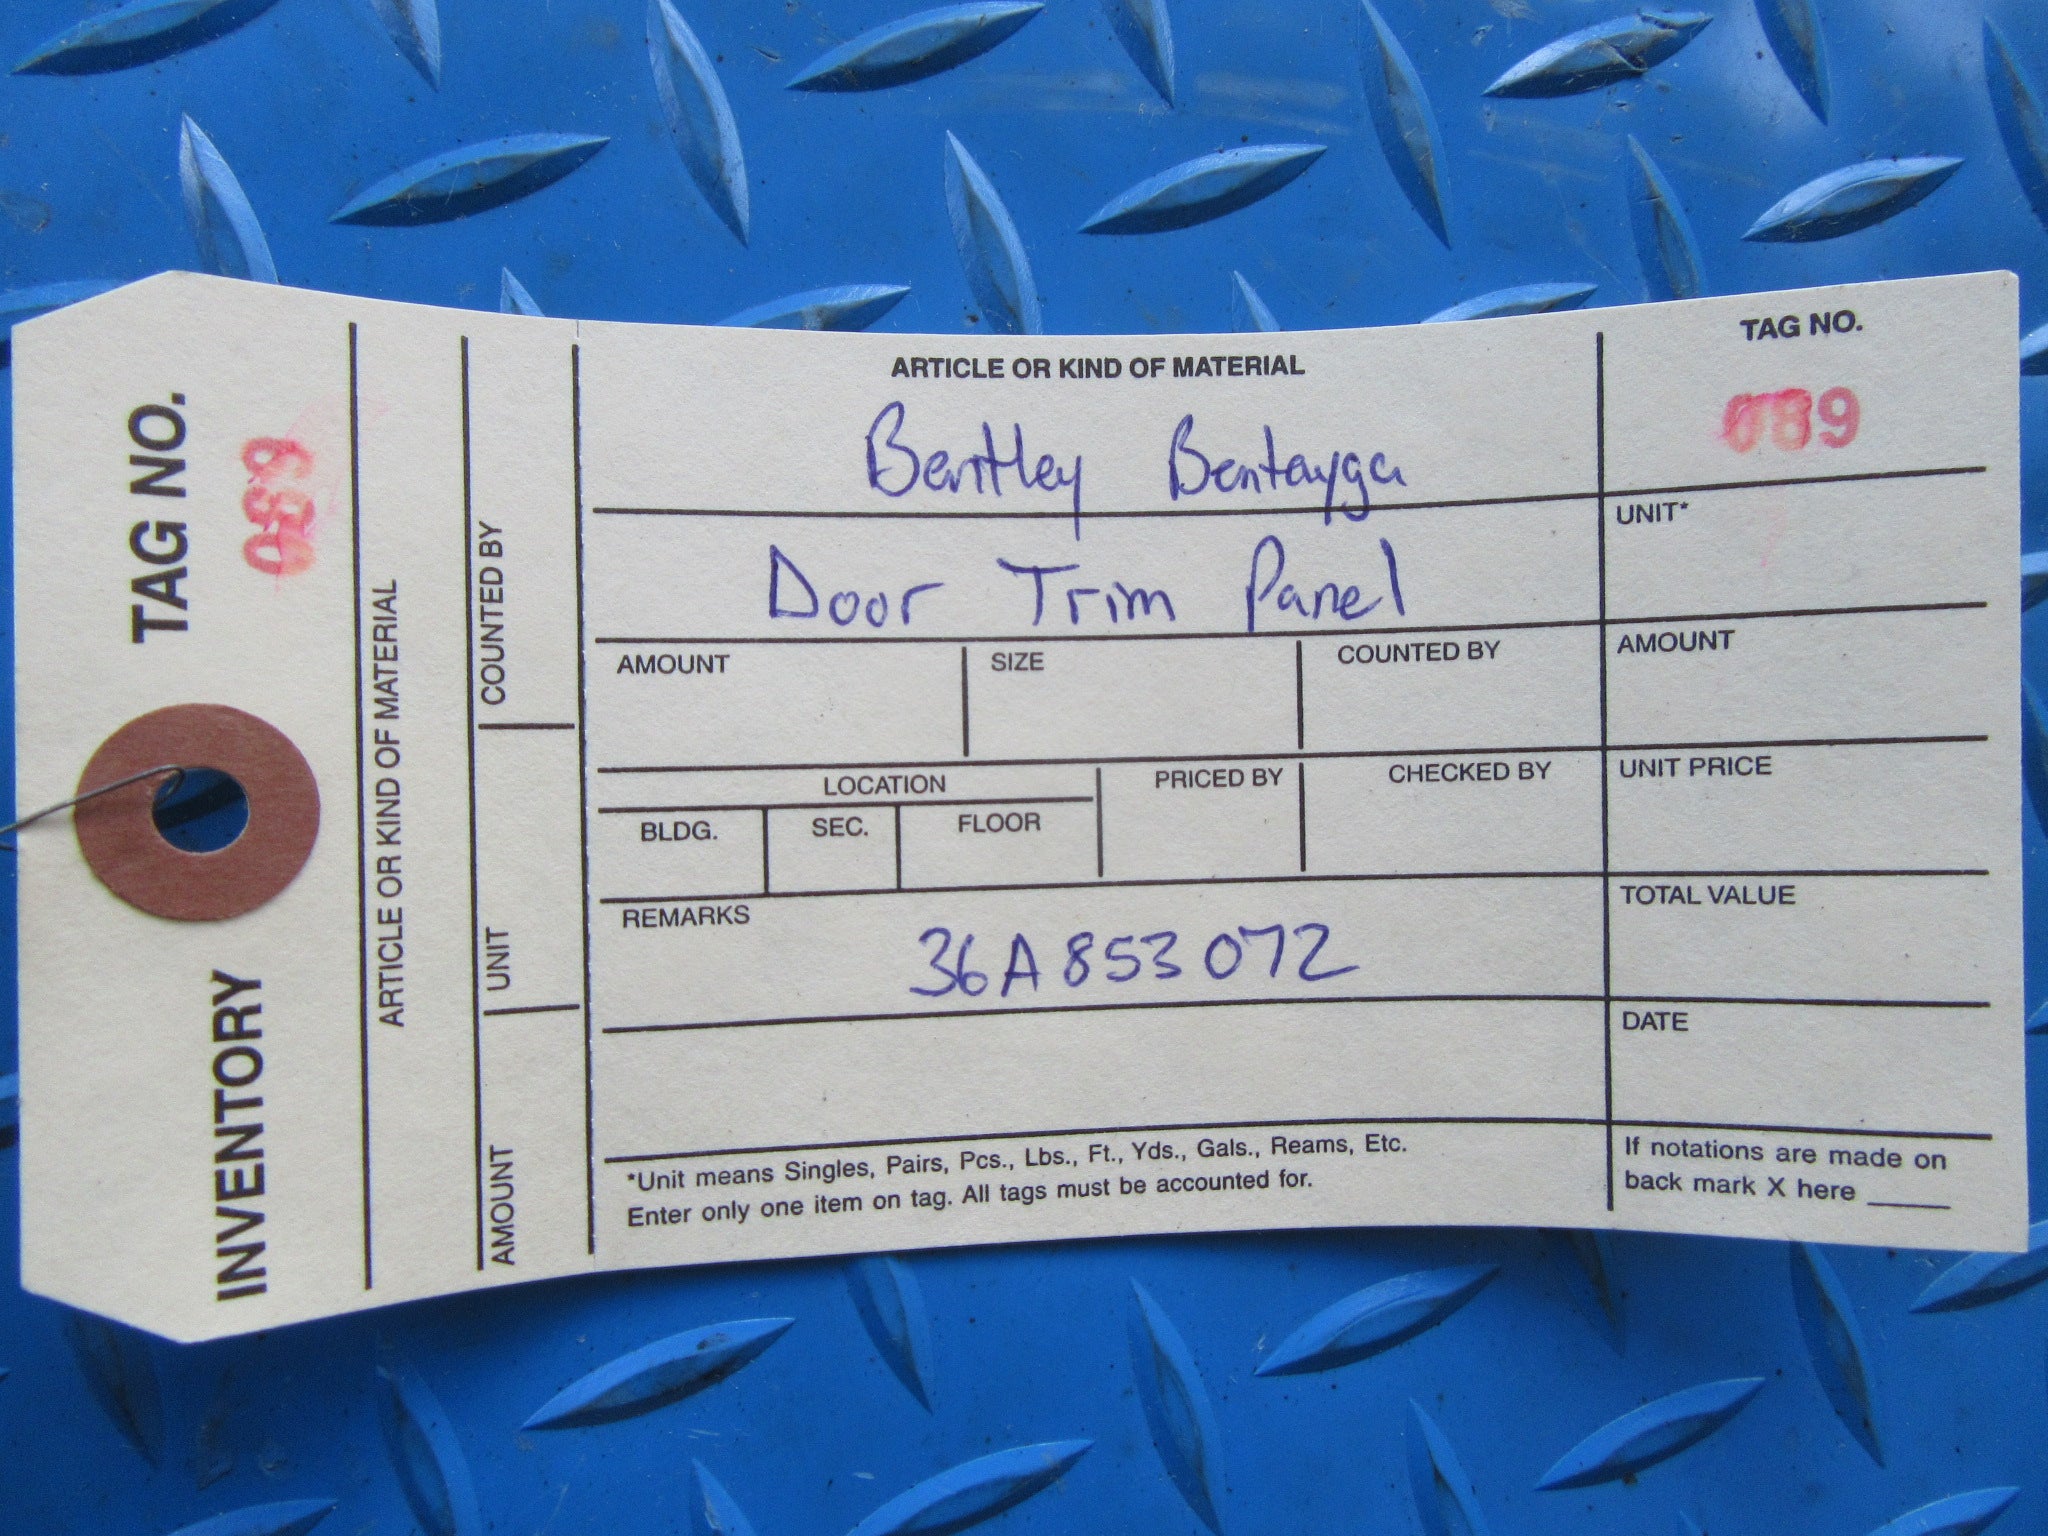 INVENTORY TAG NO.
089
ARTICLE OR KIND OF MATERIAL
AMOUNT UNIT COUNTED BY
ARTICLE OR KIND OF MATERIAL
Bentley Bentayga
Door Trim Panel
TAG NO.
089
UNIT*
AMOUNT SIZE COUNTED BY AMOUNT
LOCATION PRICED BY CHECKED BY UNIT PRICE
BLDG. SEC. FLOOR
REMARKS TOTAL VALUE
36A853072
DATE
*Unit means Singles, Pairs, Pcs., Lbs., Ft., Yds., Gals., Reams, Etc.
Enter only one item on tag. All tags must be accounted for.
If notations are made on
back mark X here